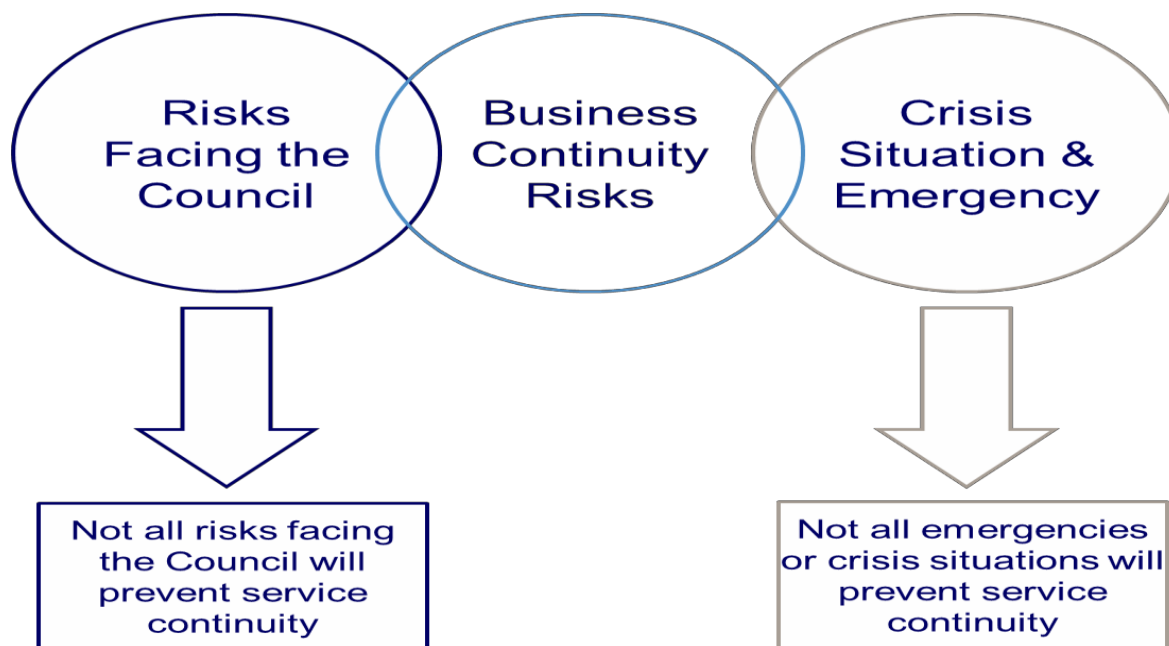 Risks
Facing the
Council
Business
Continuity
Risks
Crisis
Situation &
Emergency
Not all risks facing
the Council will
prevent service
continuity
Not all emergencies
or crisis situations will
prevent service
continuity